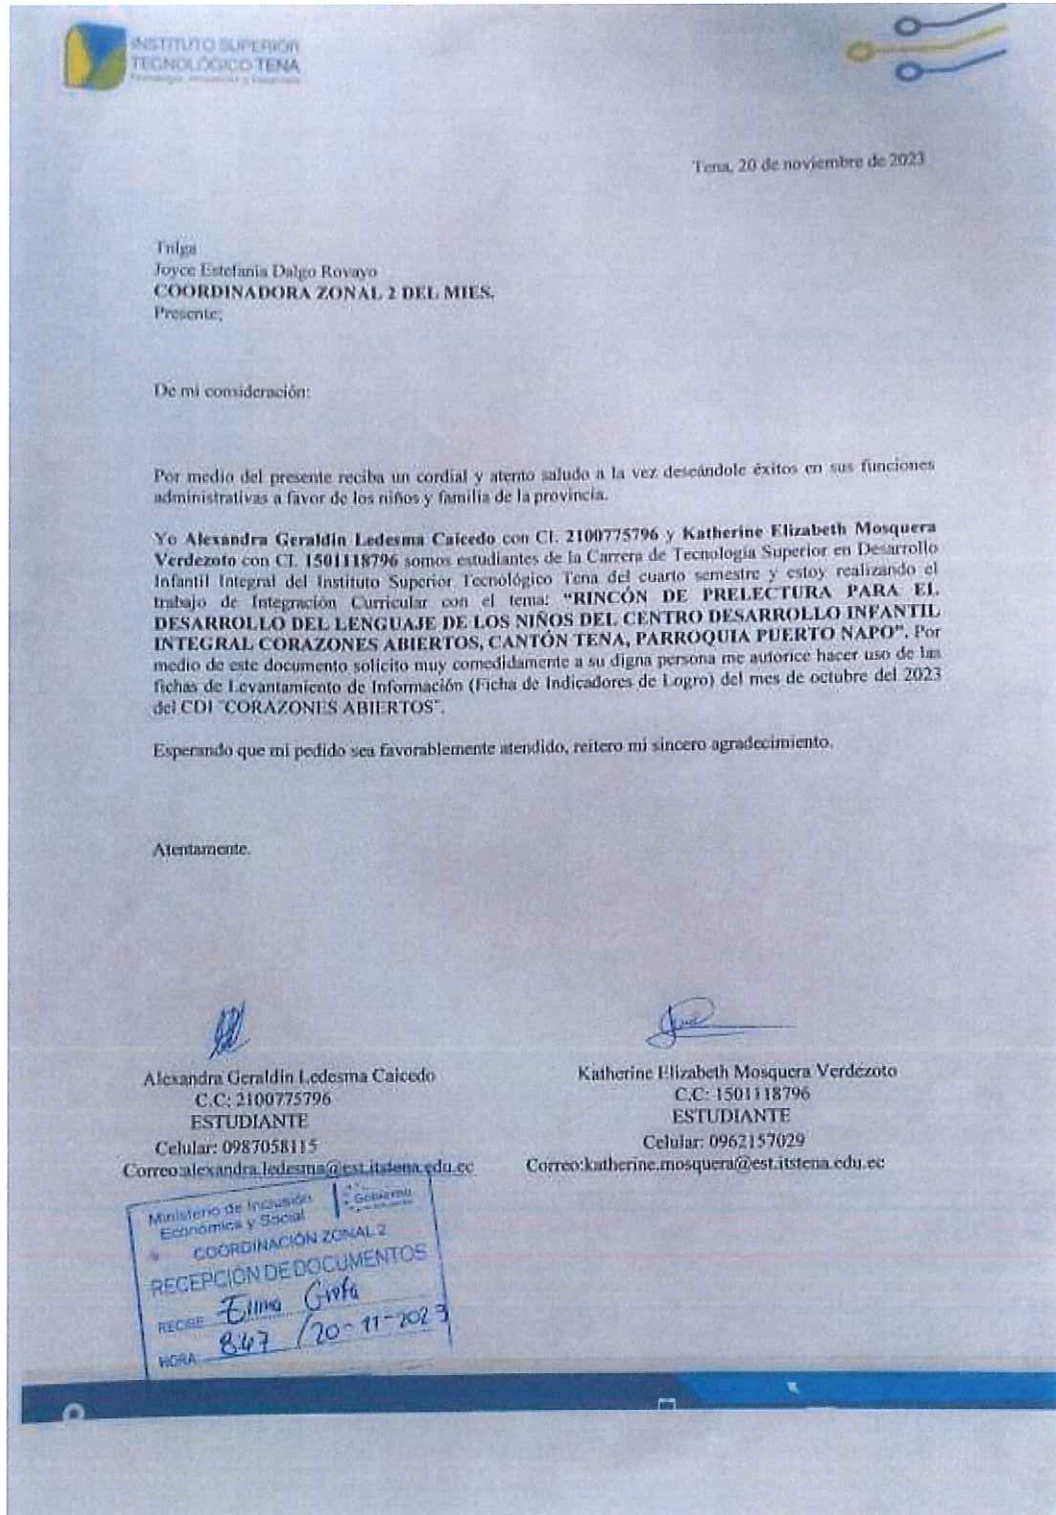 INSTITUTO SUPERIOR
TECNOLÓGICO TENA
Tena, 20 de noviembre de 2023
Tnlga
Joyce Estefania Dalgo Rovayo
COORDINADORA ZONAL 2 DEL MIES.
Presente;
De mi consideración:
Por medio del presente reciba un cordial y atento saludo a la vez deseándole éxitos en sus funciones
administrativas a favor de los niños y familia de la provincia.
Yo Alexandra Geraldin Ledesma Caicedo con CI. 2100775796 y Katherine Elizabeth Mosquera
Verdezoto con CI. 1501118796 somos estudiantes de la Carrera de Tecnología Superior en Desarrollo
Infantil Integral del Instituto Superior Tecnológico Tena del cuarto semestre y estoy realizando el
trabajo de Integración Curricular con el tema: “RINCÓN DE PRELECTURA PARA EL
DESARROLLO DEL LENGUAJE DE LOS NIÑOS DEL CENTRO DESARROLLO INFANTIL
INTEGRAL CORAZONES ABIERTOS, CANTÓN TENA, PARROQUIA PUERTO NAPO”. Por
medio de este documento solicito muy comedidamente a su digna persona me autorice hacer uso de las
fichas de Levantamiento de Información (Ficha de Indicadores de Logro) del mes de octubre del 2023
del CDI "CORAZONES ABIERTOS".
Esperando que mi pedido sea favorablemente atendido, reitero mi sincero agradecimiento.
Atentamente.
Alexandra Geraldin Ledesma Caicedo
C.C: 2100775796
ESTUDIANTE
Celular: 0987058115
Correo:alexandra.ledesma@est.itstena.edu.ec
Katherine Elizabeth Mosquera Verdezoto
C.C: 1501118796
ESTUDIANTE
Celular: 0962157029
Correo:katherine.mosquera@est.itstena.edu.ec
Ministerio de Inclusión
Económica y Social
Gobierno
COORDINACIÓN ZONAL 2
RECEPCIÓN DE DOCUMENTOS
RECIBE
HORA: 847 / 20-11-2023